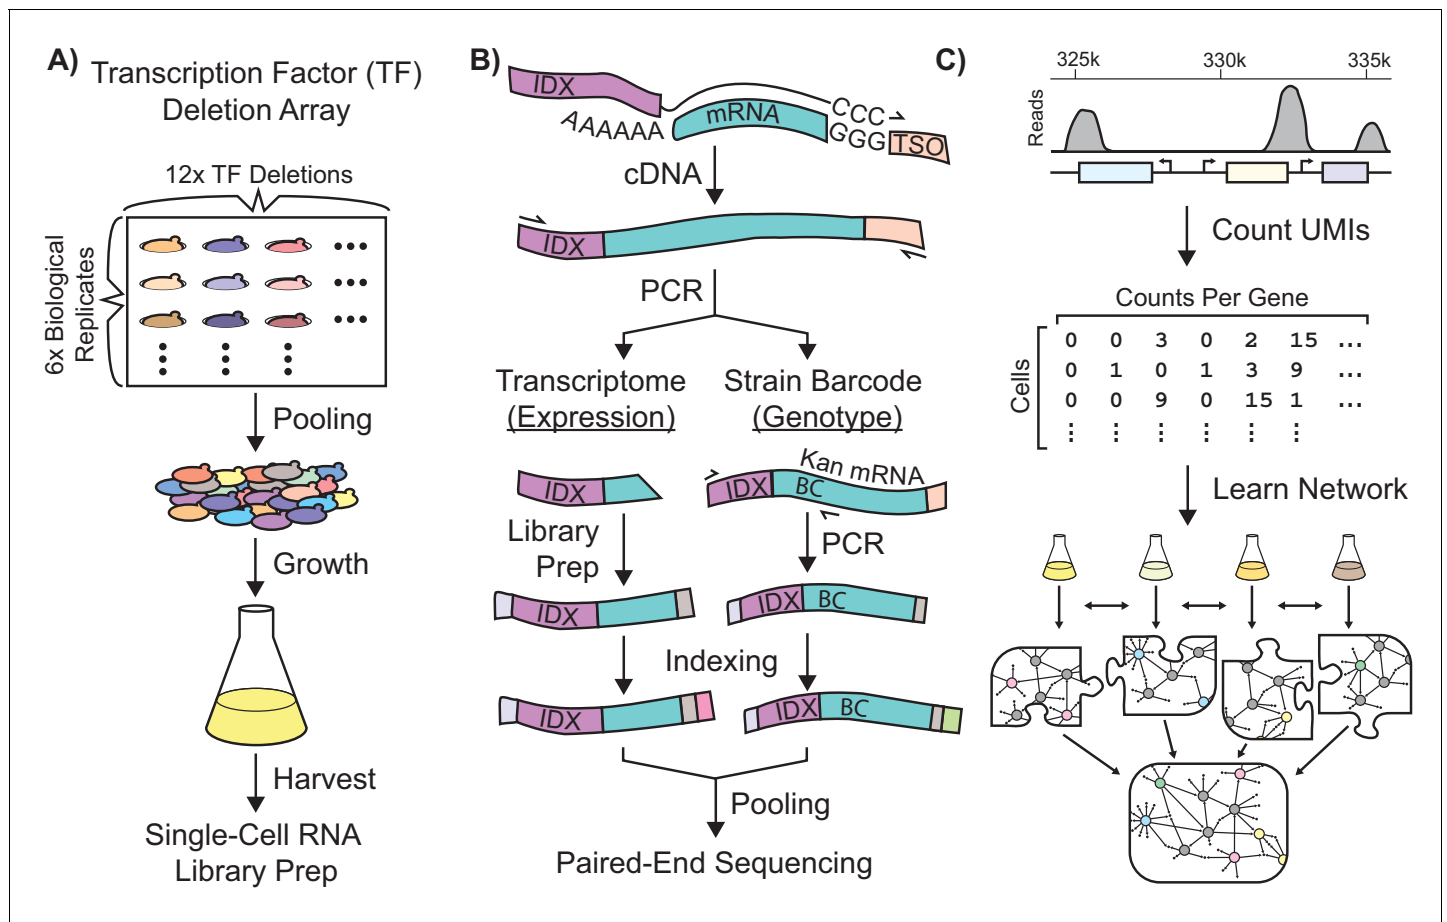 A)
Transcription Factor (TF)
Deletion Array
12x TF Deletions
6x Biological
Replicates
Pooling
Growth
Harvest
Single-Cell RNA
Library Prep
B)
IDX
AAAAAA
mRNA
CCC
GGG
TSO
cDNA
IDX
PCR
Transcriptome
(Expression)
Strain Barcode
(Genotype)
IDX
Kan mRNA
IDX
BC
Library
Prep
PCR
IDX
IDX
BC
Indexing
IDX
IDX
BC
Pooling
Paired-End Sequencing
C)
325k 330k 335k
Reads
Count UMIs
Counts Per Gene
Cells
0 0 3 0 2 15 ...
0 1 0 1 3 9 ...
0 0 9 0 15 1 ...
Learn Network